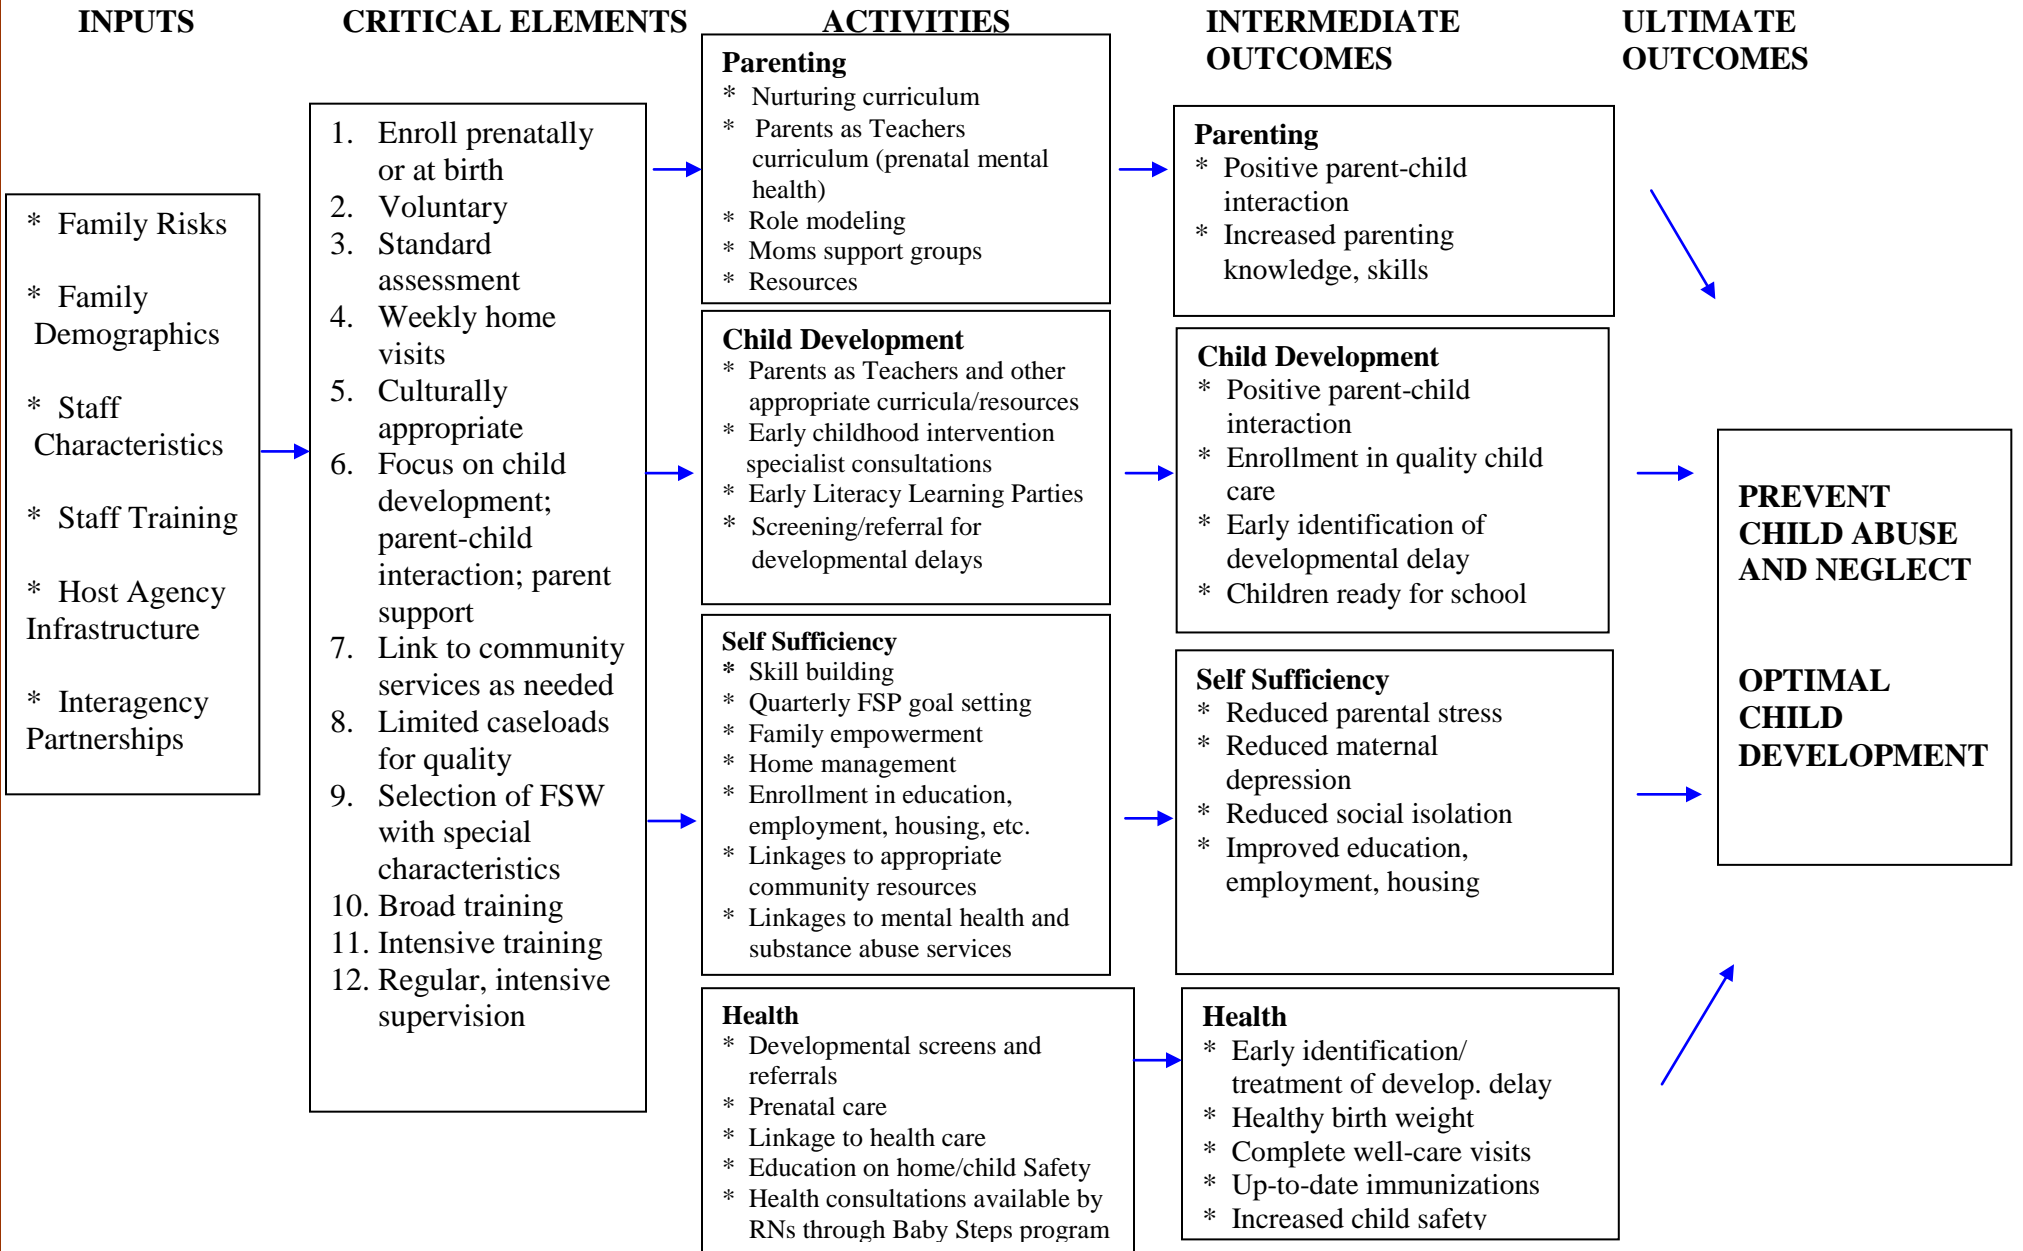 INPUTS
CRITICAL ELEMENTS
ACTIVITIES
INTERMEDIATE
OUTCOMES
ULTIMATE
OUTCOMES
* Family Risks
* Family
Demographics
* Staff
Characteristics
* Staff Training
* Host Agency
Infrastructure
* Interagency
Partnerships
1. Enroll prenatally
or at birth
2. Voluntary
3. Standard
assessment
4. Weekly home
visits
5. Culturally
appropriate
6. Focus on child
development;
parent-child
interaction; parent
support
7. Link to community
services as needed
8. Limited caseloads
for quality
9. Selection of FSW
with special
characteristics
10. Broad training
11. Intensive training
12. Regular, intensive
supervision
Parenting
* Nurturing curriculum
* Parents as Teachers
curriculum (prenatal mental
health)
* Role modeling
* Moms support groups
* Resources
Child Development
* Parents as Teachers and other
appropriate curricula/resources
* Early childhood intervention
specialist consultations
* Early Literacy Learning Parties
* Screening/referral for
developmental delays
Self Sufficiency
* Skill building
* Quarterly FSP goal setting
* Family empowerment
* Home management
* Enrollment in education,
employment, housing, etc.
* Linkages to appropriate
community resources
* Linkages to mental health and
substance abuse services
Health
* Developmental screens and
referrals
* Prenatal care
* Linkage to health care
* Education on home/child Safety
* Health consultations available by
RNs through Baby Steps program
Parenting
* Positive parent-child
interaction
* Increased parenting
knowledge, skills
Child Development
* Positive parent-child
interaction
* Enrollment in quality child
care
* Early identification of
developmental delay
* Children ready for school
Self Sufficiency
* Reduced parental stress
* Reduced maternal
depression
* Reduced social isolation
* Improved education,
employment, housing
Health
* Early identification/
treatment of develop. delay
* Healthy birth weight
* Complete well-care visits
* Up-to-date immunizations
* Increased child safety
PREVENT
CHILD ABUSE
AND NEGLECT
OPTIMAL
CHILD
DEVELOPMENT